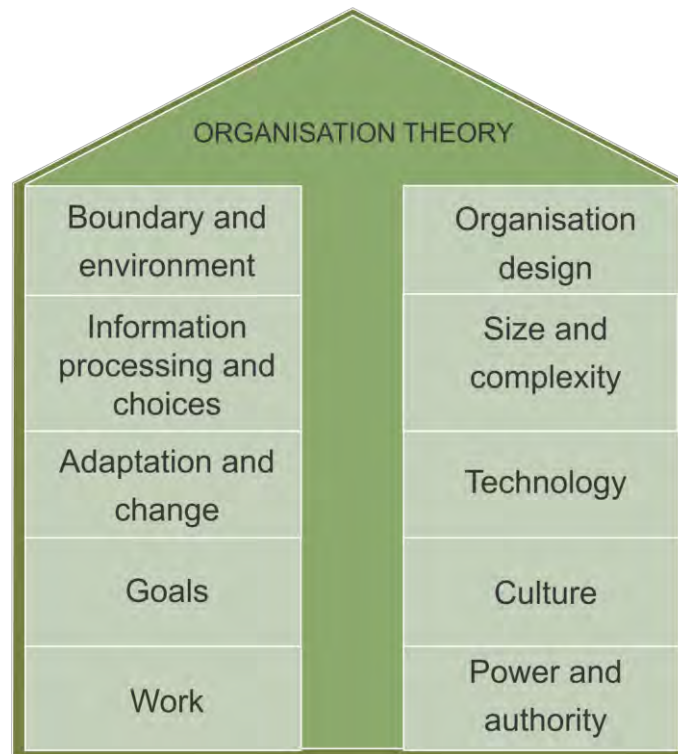 ORGANISATION THEORY
Boundary and
environment
Information
processing and
choices
Adaptation and
change
Goals
Work
Organisation
design
Size and
complexity
Technology
Culture
Power and
authority